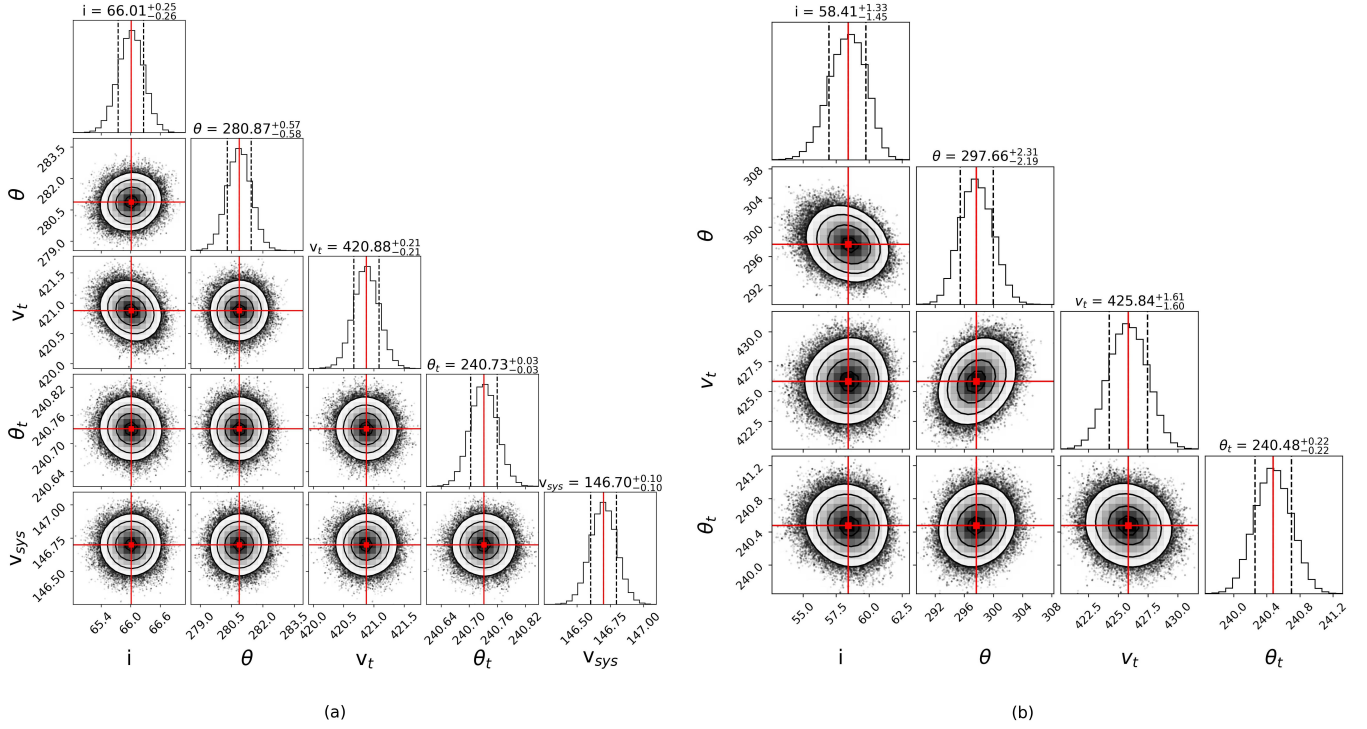 i = 66.01+0.25 −0.26
θ = 280.87+0.57 −0.58
v_t = 420.88+0.21 −0.21
θ_t = 240.73+0.03 −0.03
v_sys = 146.70+0.10 −0.10
θ
283.5
282.0
280.5
279.0
v_t
421.5
421.0
420.5
420.0
θ_t
240.82
240.76
240.70
240.64
v_sys
147.00
146.75
146.50
65.4 66.0 66.6
279.0 280.5 282.0 283.5
420.0 420.5 421.0 421.5
240.64 240.70 240.76 240.82
146.50 146.75 147.00
i θ v_t θ_t v_sys
(a)
i = 58.41+1.33 −1.45
θ = 297.66+2.31 −2.19
v_t = 425.84+1.61 −1.60
θ_t = 240.48+0.22 −0.22
θ
308
304
300
296
292
v_t
430.0
427.5
425.0
422.5
θ_t
241.2
240.8
240.4
240.0
55.0 57.5 60.0 62.5
292 296 300 304 308
422.5 425.0 427.5 430.0
240.0 240.4 240.8 241.2
i θ v_t θ_t
(b)